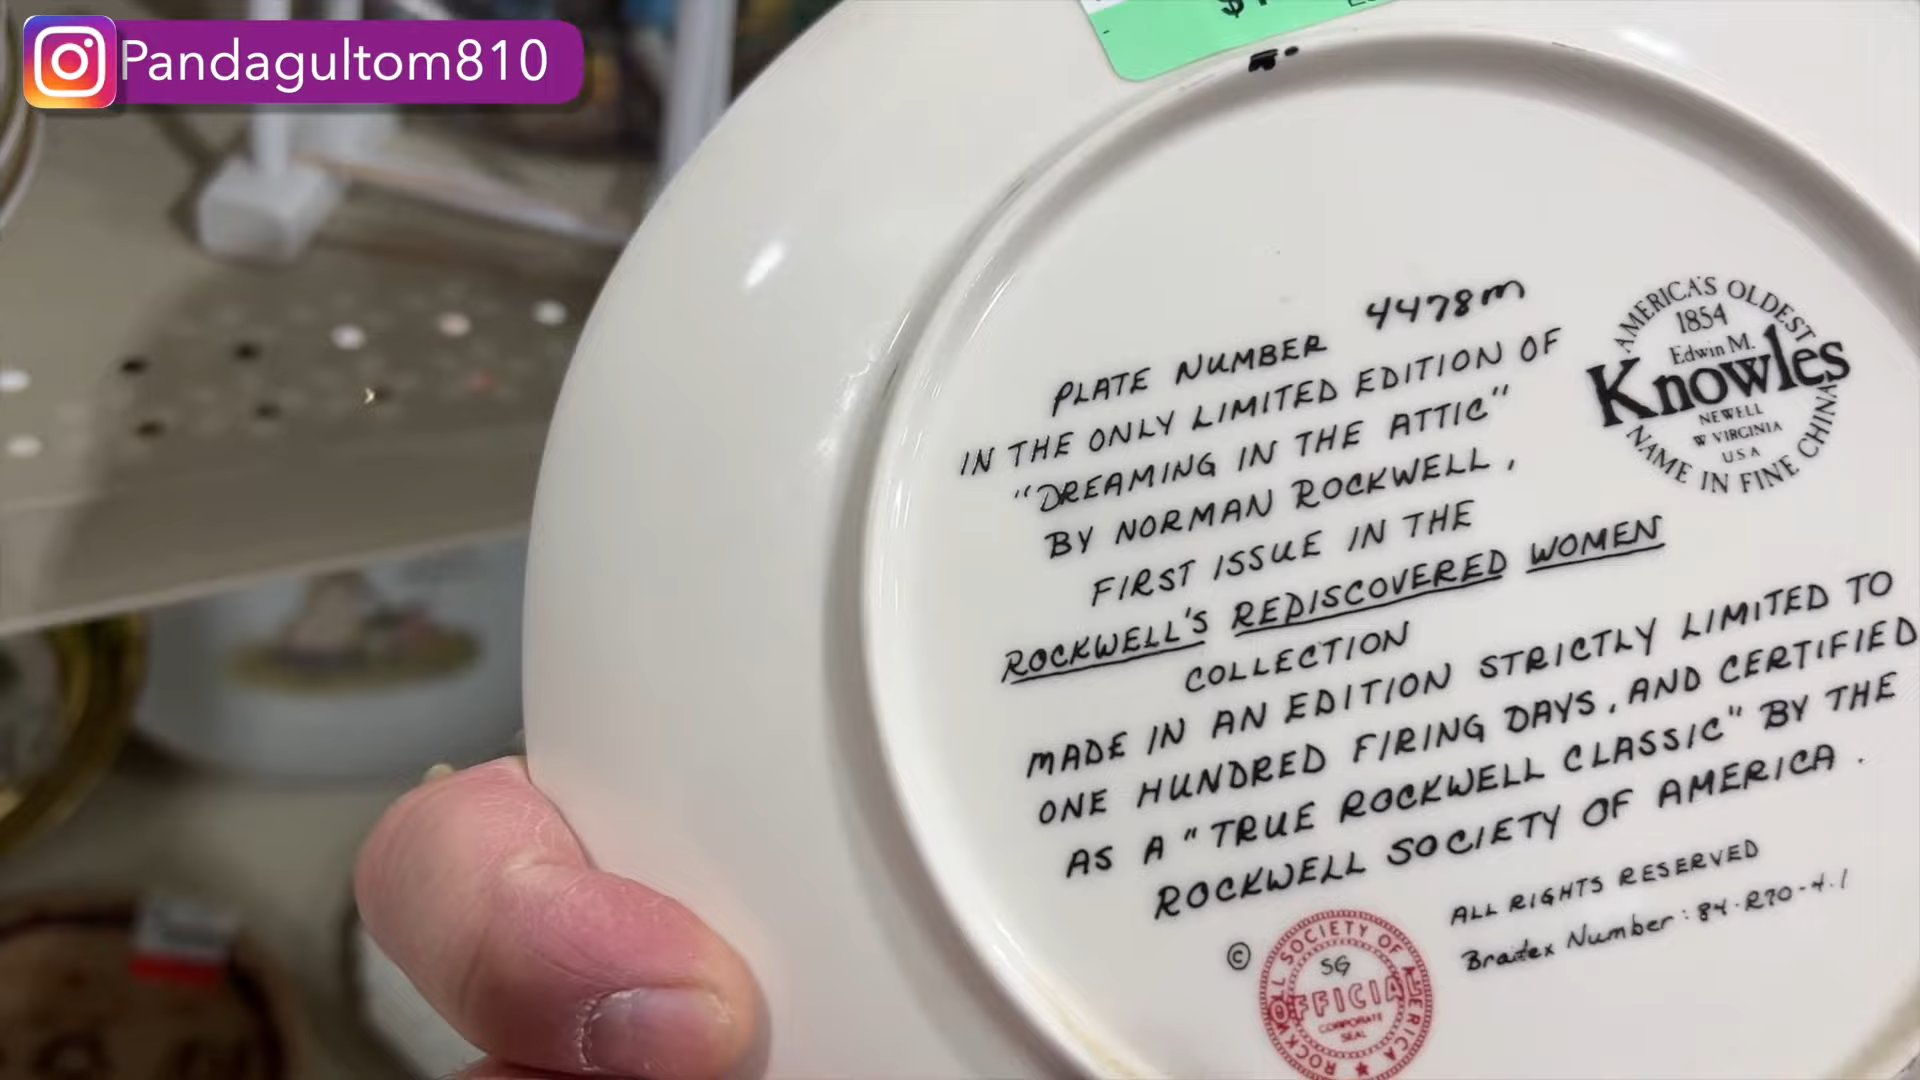 Pandagultom810
PLATE NUMBER 4478m
IN THE ONLY LIMITED EDITION OF
"DREAMING IN THE ATTIC"
BY NORMAN ROCKWELL,
FIRST ISSUE IN THE
ROCKWELL'S REDISCOVERED WOMEN
COLLECTION
MADE IN AN EDITION STRICTLY LIMITED TO
ONE HUNDRED FIRING DAYS, AND CERTIFIED
AS A "TRUE ROCKWELL CLASSIC" BY THE
ROCKWELL SOCIETY OF AMERICA.
ALL RIGHTS RESERVED
Bradex Number: 84-R70-4.1
AMERICA'S OLDEST
1854
Edwin M.
Knowles
NEWELL
W VIRGINIA
USA
NAME IN FINE CHINA
©
ROCKWELL SOCIETY OF AMERICA
SG
OFFICIAL
CORPORATE
SEAL